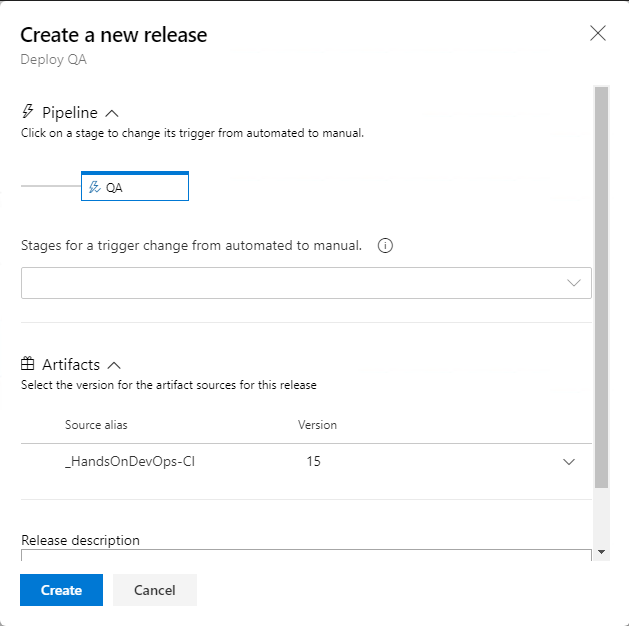 Create a new release
Deploy QA
Pipeline
Click on a stage to change its trigger from automated to manual.
QA
Stages for a trigger change from automated to manual.
Artifacts
Select the version for the artifact sources for this release
Source alias Version
_HandsOnDevOps-CI 15
Release description
Create Cancel